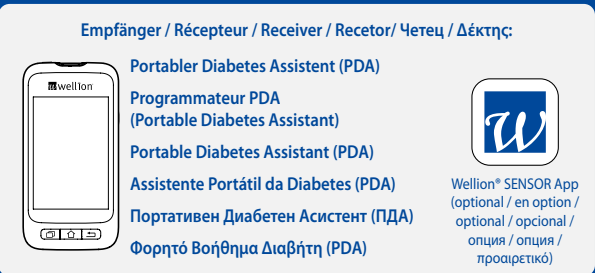 Empfänger / Récepteur / Receiver / Recetor/ Четец / Δέκτης:
wellion
Portabler Diabetes Assistent (PDA)
Programmateur PDA
(Portable Diabetes Assistant)
Portable Diabetes Assistant (PDA)
Assistente Portátil da Diabetes (PDA)
Портативен Диабетен Асистент (ПДА)
Φορητό Βοήθημα Διαβήτη (PDA)
W
Wellion® SENSOR App
(optional / en option /
optional / opcional /
опция / опция /
προαιρετικό)